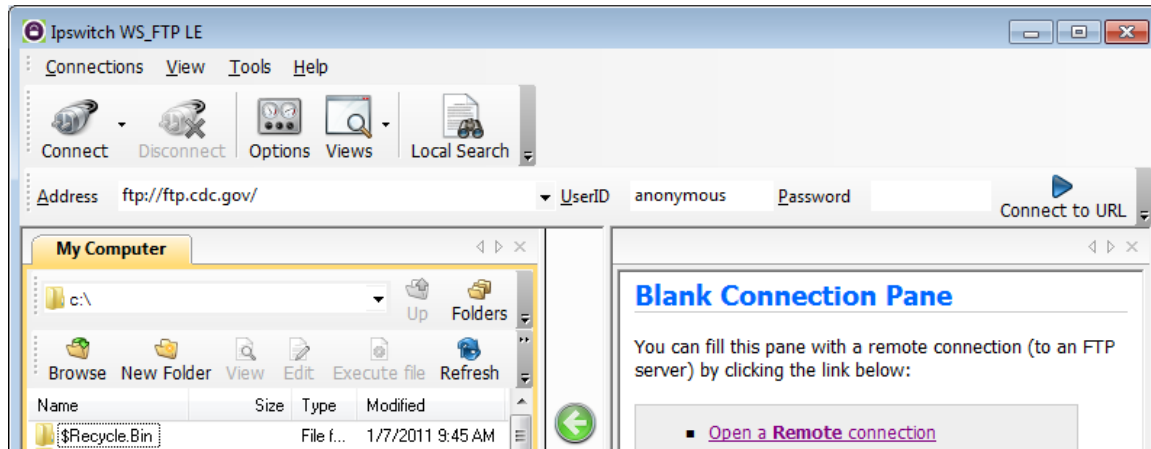 Ipswitch WS_FTP LE
Connections View Tools Help
Connect Disconnect Options Views Local Search
Address ftp://ftp.cdc.gov/ UserID anonymous Password Connect to URL
My Computer
c:\ Up Folders
Browse New Folder View Edit Execute file Refresh
Name Size Type Modified
$Recycle.Bin File f... 1/7/2011 9:45 AM
Blank Connection Pane
You can fill this pane with a remote connection (to an FTP
server) by clicking the link below:
Open a Remote connection